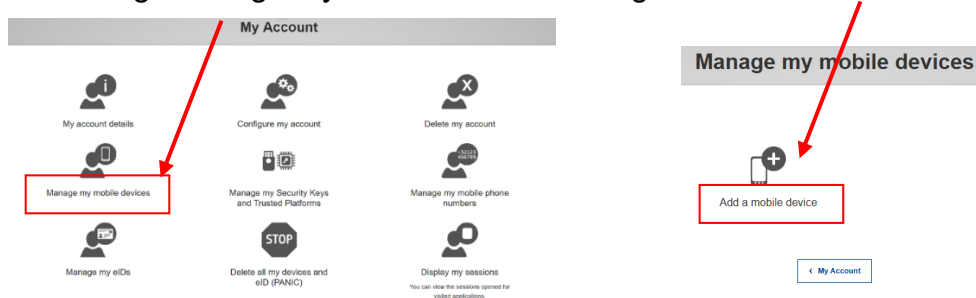 My Account
My account details
Configure my account
Delete my account
+32123
456789
Manage my mobile devices
Manage my Security Keys
and Trusted Platforms
Manage my mobile phone
numbers
STOP
Manage my eIDs
Delete all my devices and
eID (PANIC)
Display my sessions
You can view the sessions opened for
visited applications.
Manage my mobile devices
Add a mobile device
‹ My Account